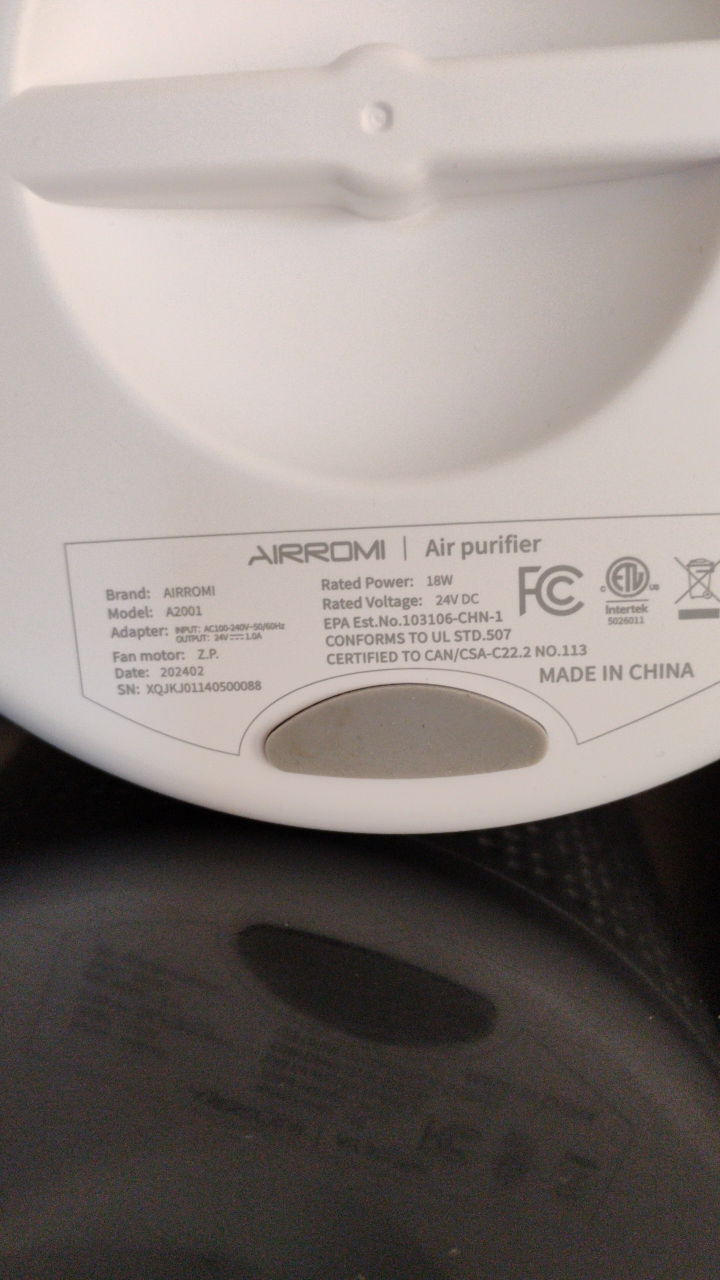 AIRROMI | Air purifier
Brand: AIRROMI
Model: A2001
Adapter: INPUT: AC100-240V~50/60Hz
OUTPUT: 24V⎓1.0A
Fan motor: Z.P.
Date: 202402
SN: XQJKJ01140500088
Rated Power: 18W
Rated Voltage: 24V DC
EPA Est.No.103106-CHN-1
CONFORMS TO UL STD.507
CERTIFIED TO CAN/CSA-C22.2 NO.113
FC
c ETL us
Intertek
5026011
MADE IN CHINA